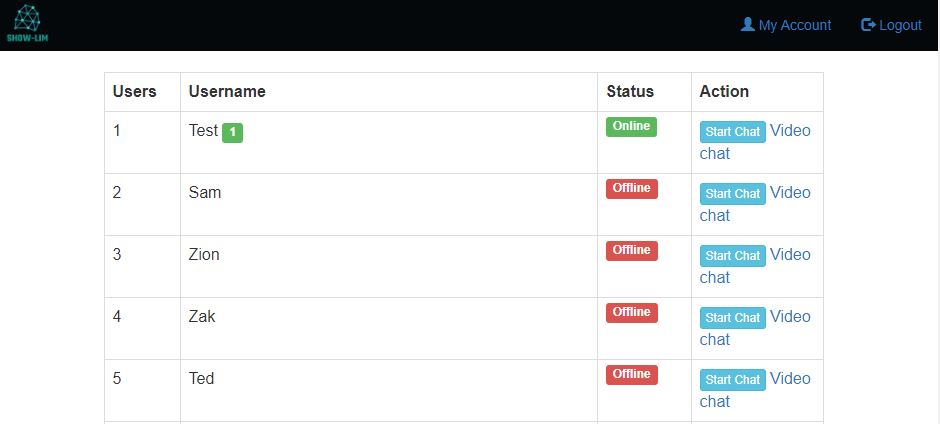 SHOW-LIM
My Account Logout
Users Username Status Action
1 Test 1 Online Start Chat Video
chat
2 Sam Offline Start Chat Video
chat
3 Zion Offline Start Chat Video
chat
4 Zak Offline Start Chat Video
chat
5 Ted Offline Start Chat Video
chat